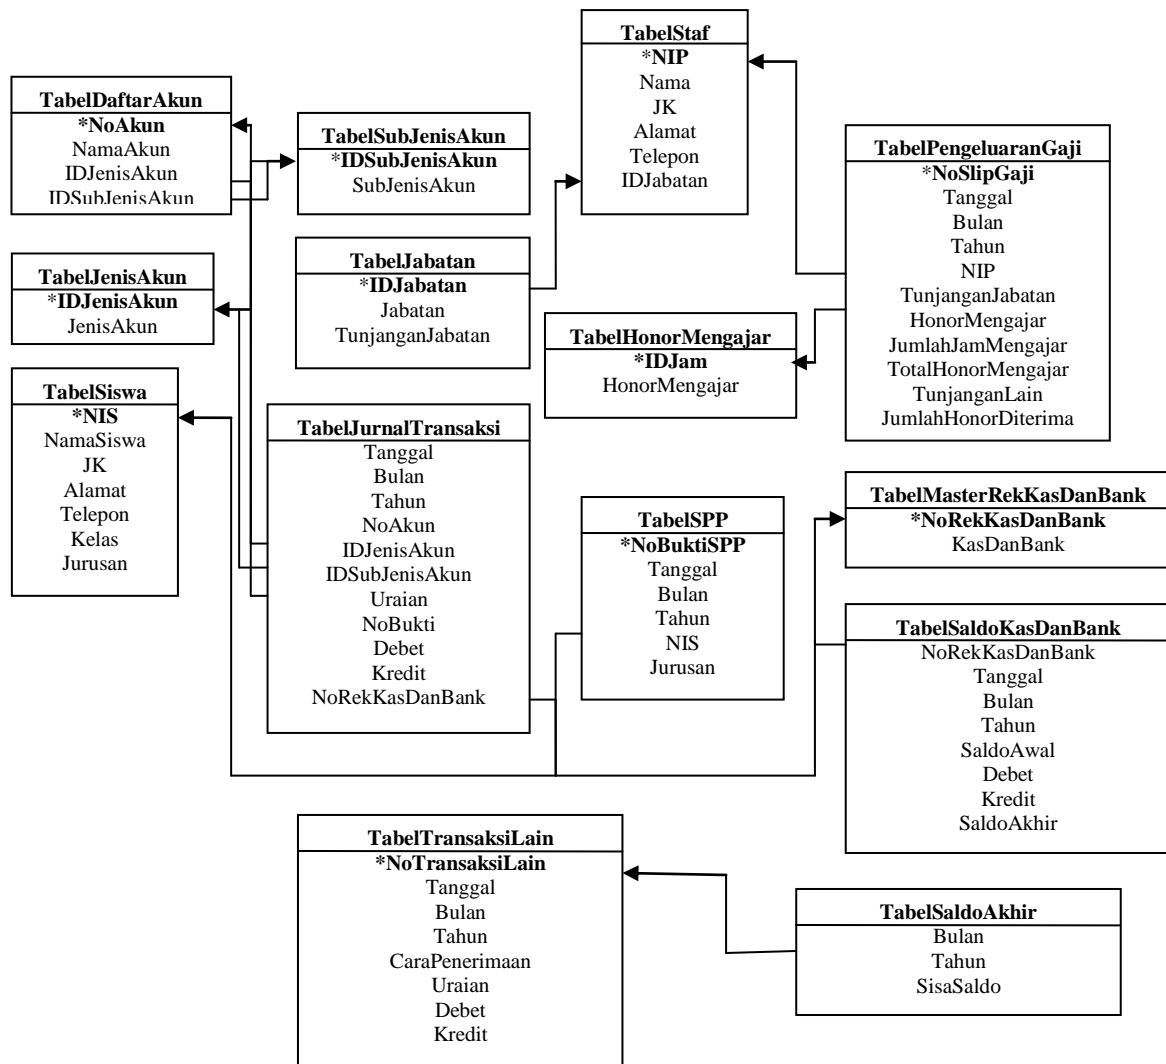 TabelStaf
*NIP
Nama
JK
Alamat
Telepon
IDJabatan
TabelDaftarAkun
*NoAkun
NamaAkun
IDJenisAkun
IDSubJenisAkun
TabelSubJenisAkun
*IDSubJenisAkun
SubJenisAkun
TabelPengeluaranGaji
*NoSlipGaji
Tanggal
Bulan
Tahun
NIP
TunjanganJabatan
HonorMengajar
JumlahJamMengajar
TotalHonorMengajar
TunjanganLain
JumlahHonorDiterima
TabelJenisAkun
*IDJenisAkun
JenisAkun
TabelJabatan
*IDJabatan
Jabatan
TunjanganJabatan
TabelHonorMengajar
*IDJam
HonorMengajar
TabelSiswa
*NIS
NamaSiswa
JK
Alamat
Telepon
Kelas
Jurusan
TabelJurnalTransaksi
Tanggal
Bulan
Tahun
NoAkun
IDJenisAkun
IDSubJenisAkun
Uraian
NoBukti
Debet
Kredit
NoRekKasDanBank
TabelSPP
*NoBuktiSPP
Tanggal
Bulan
Tahun
NIS
Jurusan
TabelMasterRekKasDanBank
*NoRekKasDanBank
KasDanBank
TabelSaldoKasDanBank
NoRekKasDanBank
Tanggal
Bulan
Tahun
SaldoAwal
Debet
Kredit
SaldoAkhir
TabelTransaksiLain
*NoTransaksiLain
Tanggal
Bulan
Tahun
CaraPenerimaan
Uraian
Debet
Kredit
TabelSaldoAkhir
Bulan
Tahun
SisaSaldo